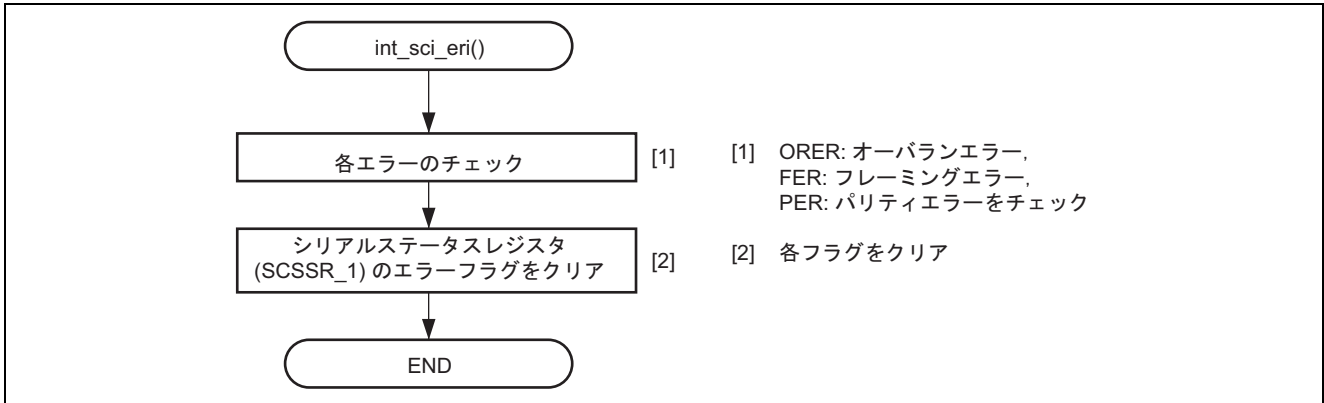 int_sci_eri()
各エラーのチェック
[1]
[1] ORER: オーバランエラー,
FER: フレーミングエラー,
PER: パリティエラーをチェック
シリアルステータスレジスタ
(SCSSR_1) のエラーフラグをクリア
[2]
[2] 各フラグをクリア
END